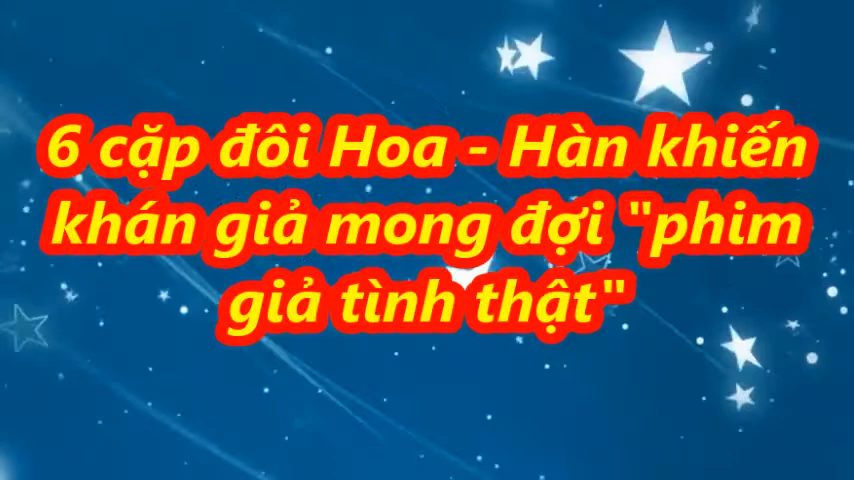 6 cặp đôi Hoa - Hàn khiến
khán giả mong đợi "phim
giả tình thật"